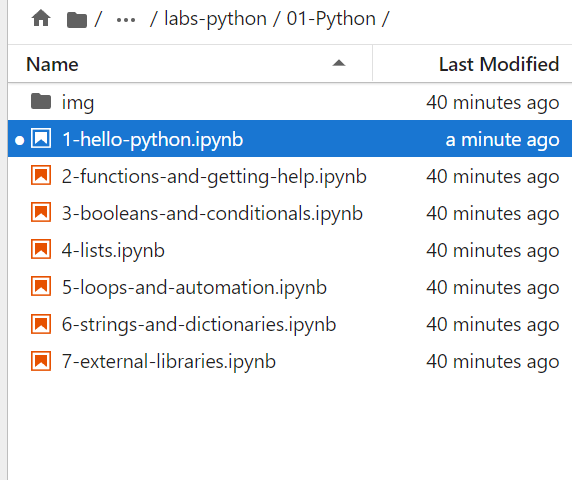 / ··· / labs-python / 01-Python /
Name Last Modified
img 40 minutes ago
1-hello-python.ipynb a minute ago
2-functions-and-getting-help.ipynb 40 minutes ago
3-booleans-and-conditionals.ipynb 40 minutes ago
4-lists.ipynb 40 minutes ago
5-loops-and-automation.ipynb 40 minutes ago
6-strings-and-dictionaries.ipynb 40 minutes ago
7-external-libraries.ipynb 40 minutes ago